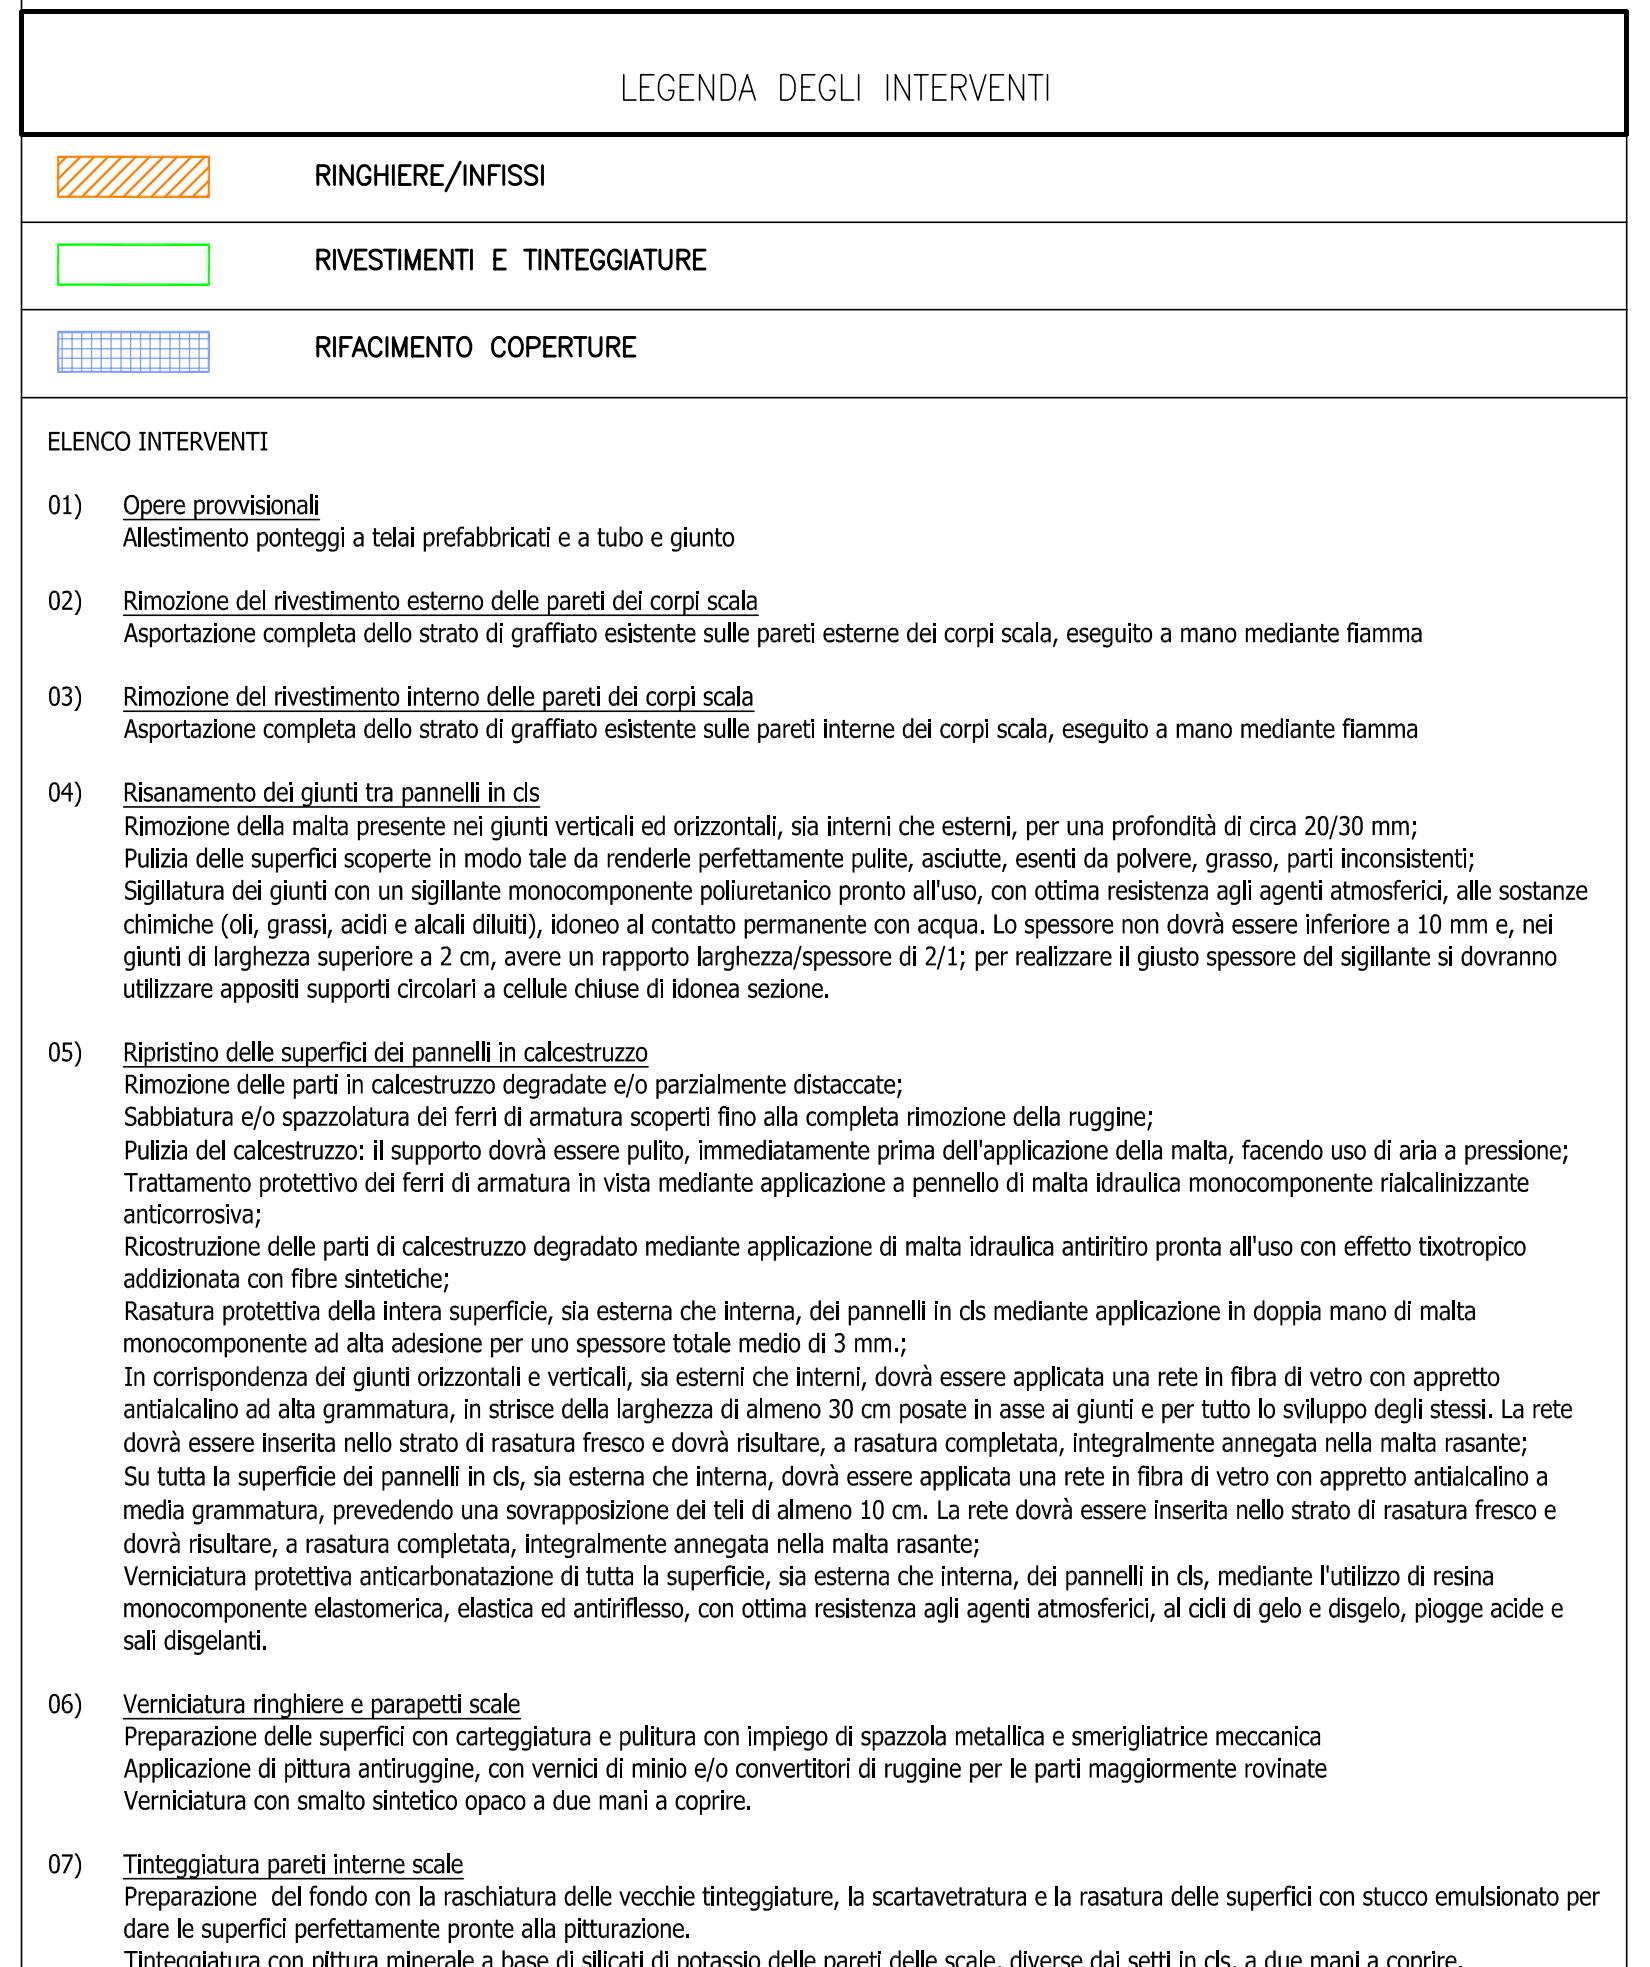 LEGENDA DEGLI INTERVENTI
RINGHIERE/INFISSI
RIVESTIMENTI E TINTEGGIATURE
RIFACIMENTO COPERTURE
ELENCO INTERVENTI
01) Opere provvisionali
Allestimento ponteggi a telai prefabbricati e a tubo e giunto
02) Rimozione del rivestimento esterno delle pareti dei corpi scala
Asportazione completa dello strato di graffiato esistente sulle pareti esterne dei corpi scala, eseguito a mano mediante fiamma
03) Rimozione del rivestimento interno delle pareti dei corpi scala
Asportazione completa dello strato di graffiato esistente sulle pareti interne dei corpi scala, eseguito a mano mediante fiamma
04) Risanamento dei giunti tra pannelli in cls
Rimozione della malta presente nei giunti verticali ed orizzontali, sia interni che esterni, per una profondità di circa 20/30 mm;
Pulizia delle superfici scoperte in modo tale da renderle perfettamente pulite, asciutte, esenti da polvere, grasso, parti inconsistenti;
Sigillatura dei giunti con un sigillante monocomponente poliuretanico pronto all'uso, con ottima resistenza agli agenti atmosferici, alle sostanze
chimiche (oli, grassi, acidi e alcali diluiti), idoneo al contatto permanente con acqua. Lo spessore non dovrà essere inferiore a 10 mm e, nei
giunti di larghezza superiore a 2 cm, avere un rapporto larghezza/spessore di 2/1; per realizzare il giusto spessore del sigillante si dovranno
utilizzare appositi supporti circolari a cellule chiuse di idonea sezione.
05) Ripristino delle superfici dei pannelli in calcestruzzo
Rimozione delle parti in calcestruzzo degradate e/o parzialmente distaccate;
Sabbiatura e/o spazzolatura dei ferri di armatura scoperti fino alla completa rimozione della ruggine;
Pulizia del calcestruzzo: il supporto dovrà essere pulito, immediatamente prima dell'applicazione della malta, facendo uso di aria a pressione;
Trattamento protettivo dei ferri di armatura in vista mediante applicazione a pennello di malta idraulica monocomponente rialcalinizzante
anticorrosiva;
Ricostruzione delle parti di calcestruzzo degradato mediante applicazione di malta idraulica antiritiro pronta all'uso con effetto tixotropico
addizionata con fibre sintetiche;
Rasatura protettiva della intera superficie, sia esterna che interna, dei pannelli in cls mediante applicazione in doppia mano di malta
monocomponente ad alta adesione per uno spessore totale medio di 3 mm.;
In corrispondenza dei giunti orizzontali e verticali, sia esterni che interni, dovrà essere applicata una rete in fibra di vetro con appretto
antialcalino ad alta grammatura, in strisce della larghezza di almeno 30 cm posate in asse ai giunti e per tutto lo sviluppo degli stessi. La rete
dovrà essere inserita nello strato di rasatura fresco e dovrà risultare, a rasatura completata, integralmente annegata nella malta rasante;
Su tutta la superficie dei pannelli in cls, sia esterna che interna, dovrà essere applicata una rete in fibra di vetro con appretto antialcalino a
media grammatura, prevedendo una sovrapposizione dei teli di almeno 10 cm. La rete dovrà essere inserita nello strato di rasatura fresco e
dovrà risultare, a rasatura completata, integralmente annegata nella malta rasante;
Verniciatura protettiva anticarbonatazione di tutta la superficie, sia esterna che interna, dei pannelli in cls, mediante l'utilizzo di resina
monocomponente elastomerica, elastica ed antiriflesso, con ottima resistenza agli agenti atmosferici, al cicli di gelo e disgelo, piogge acide e
sali disgelanti.
06) Verniciatura ringhiere e parapetti scale
Preparazione delle superfici con carteggiatura e pulitura con impiego di spazzola metallica e smerigliatrice meccanica
Applicazione di pittura antiruggine, con vernici di minio e/o convertitori di ruggine per le parti maggiormente rovinate
Verniciatura con smalto sintetico opaco a due mani a coprire.
07) Tinteggiatura pareti interne scale
Preparazione del fondo con la raschiatura delle vecchie tinteggiature, la scartavetratura e la rasatura delle superfici con stucco emulsionato per
dare le superfici perfettamente pronte alla pitturazione.
Tinteggiatura con pittura minerale a base di silicati di potassio delle pareti delle scale, diverse dai setti in cls, a due mani a coprire.